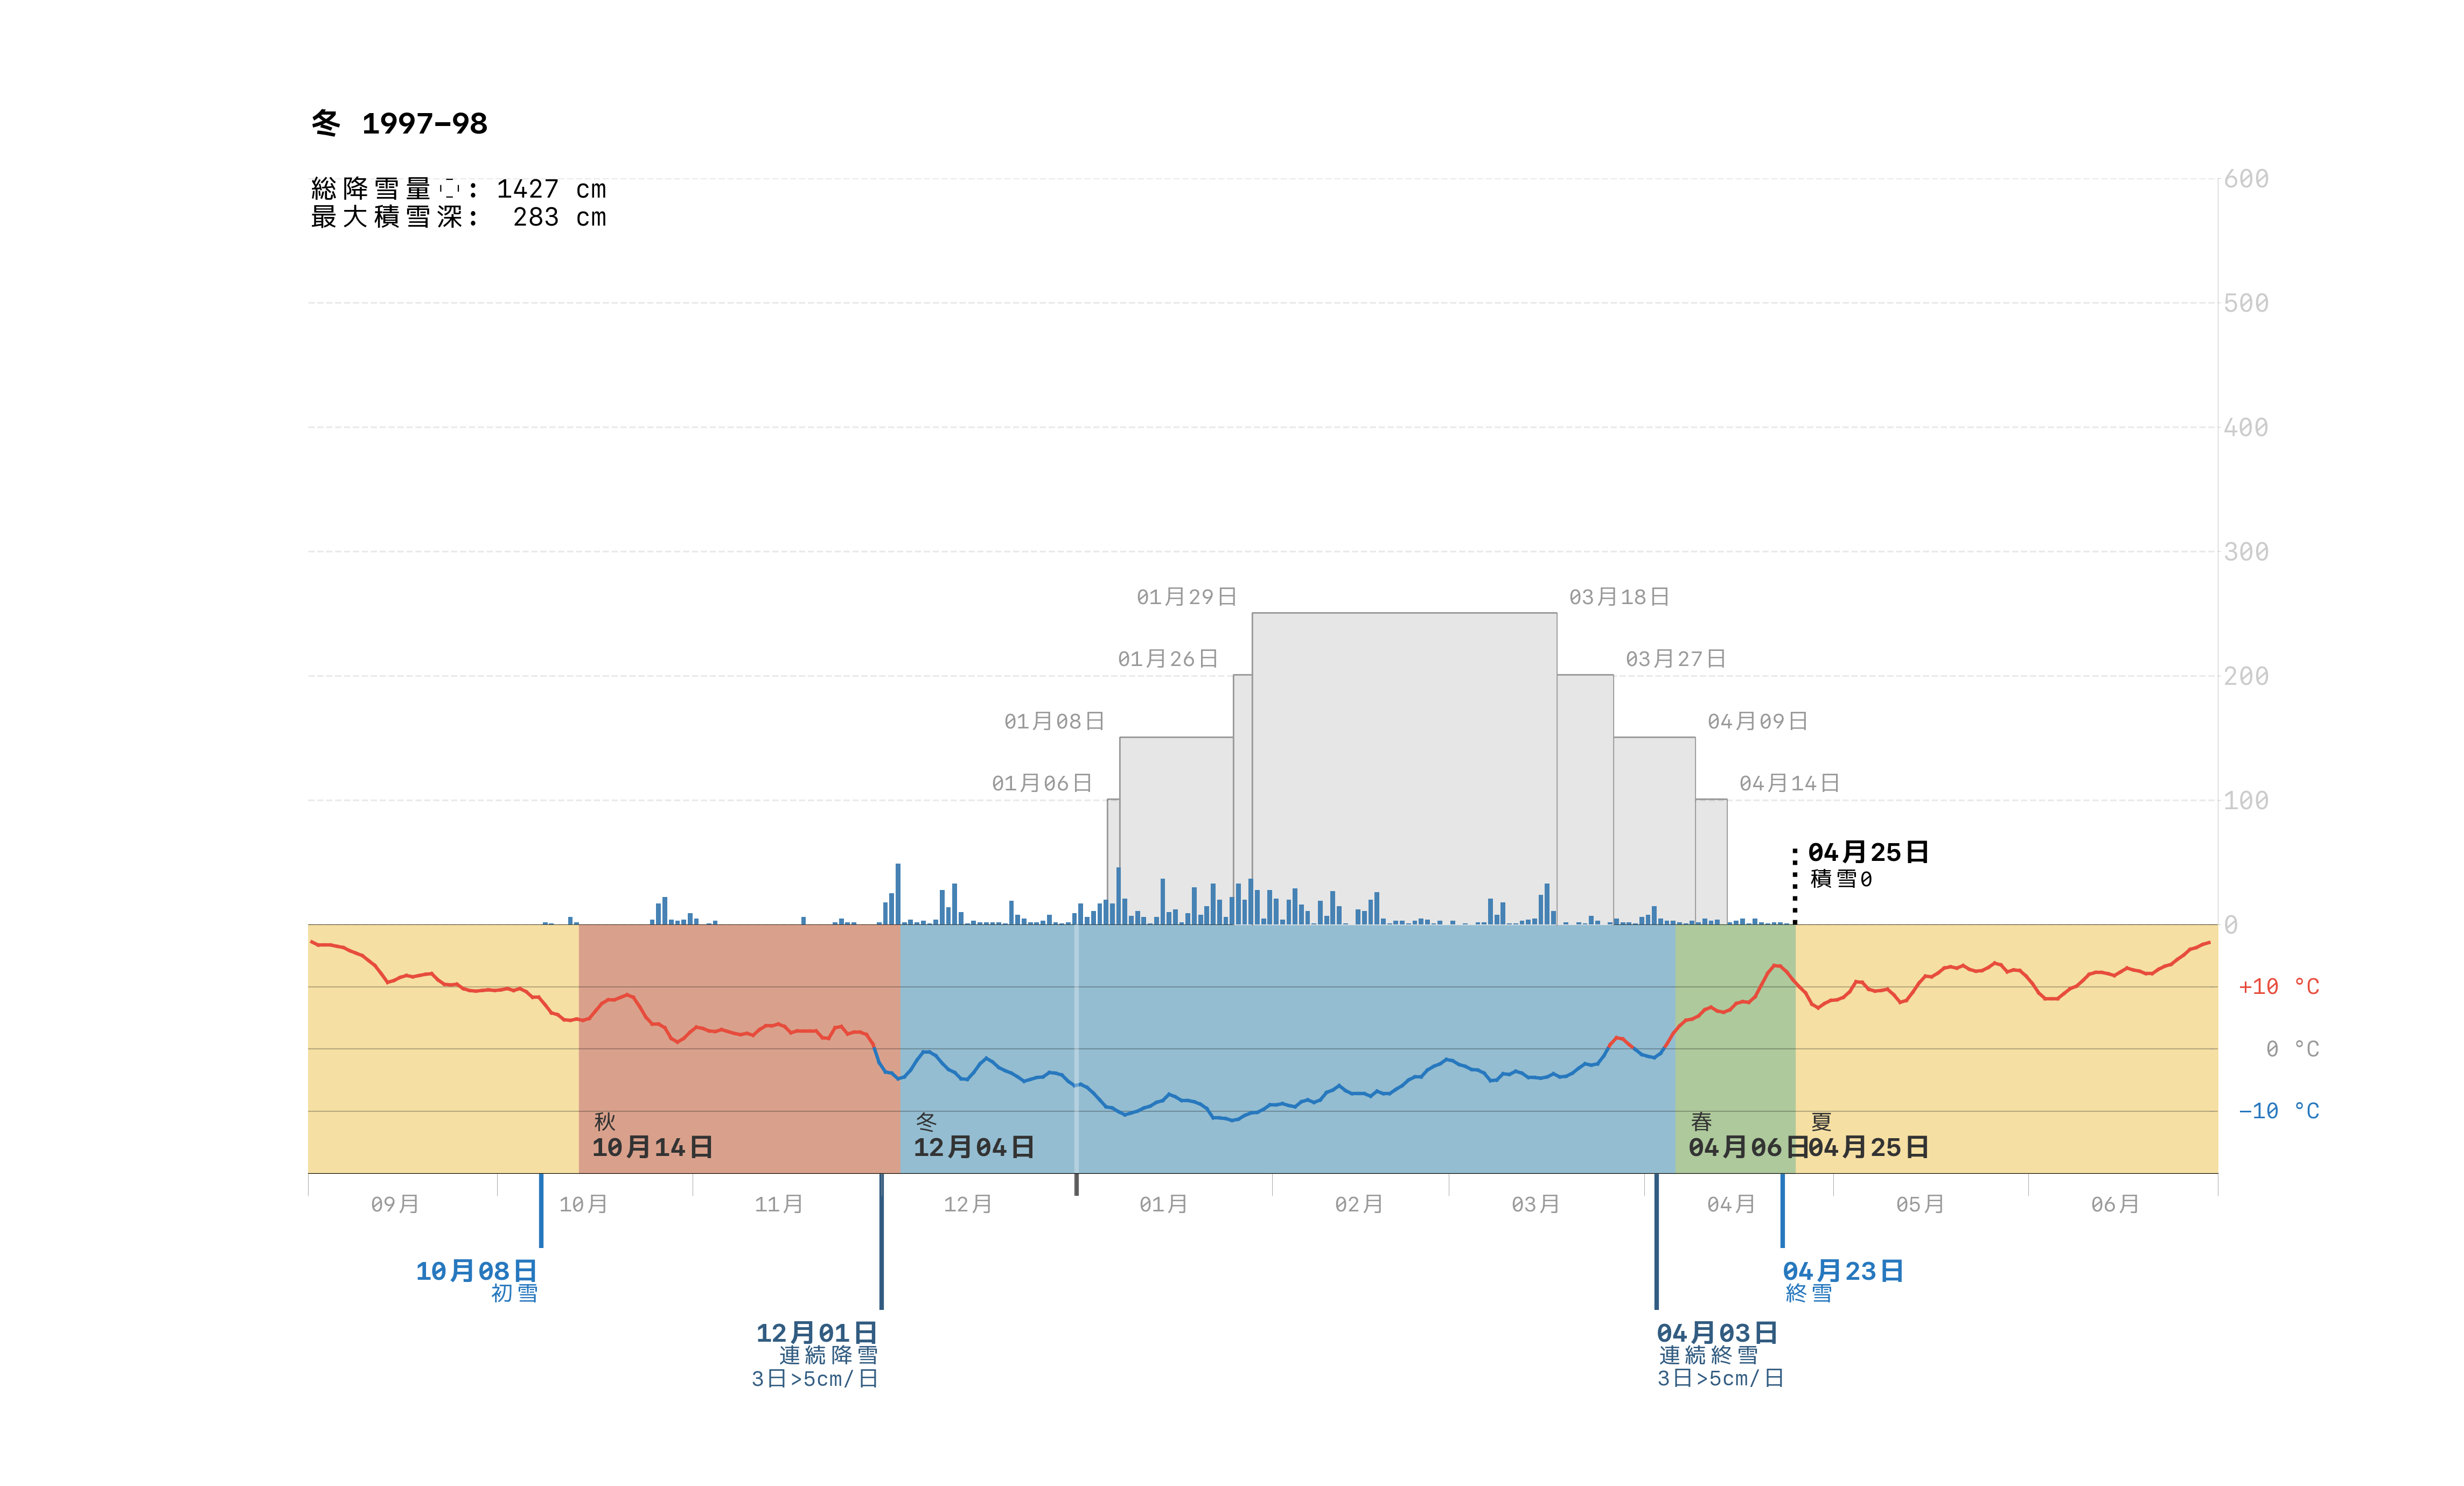 冬 1997–98
総降雪量◌: 1427 cm
最大積雪深: 283 cm
600
500
400
300
200
100
0
01月29日
03月18日
01月26日
03月27日
01月08日
04月09日
01月06日
04月14日
04月25日
積雪0
+10 °C
0 °C
−10 °C
秋
10月14日
冬
12月04日
春
04月06日
夏
04月25日
09月
10月
11月
12月
01月
02月
03月
04月
05月
06月
10月08日
初雪
04月23日
終雪
12月01日
連続降雪
3日>5cm/日
04月03日
連続終雪
3日>5cm/日